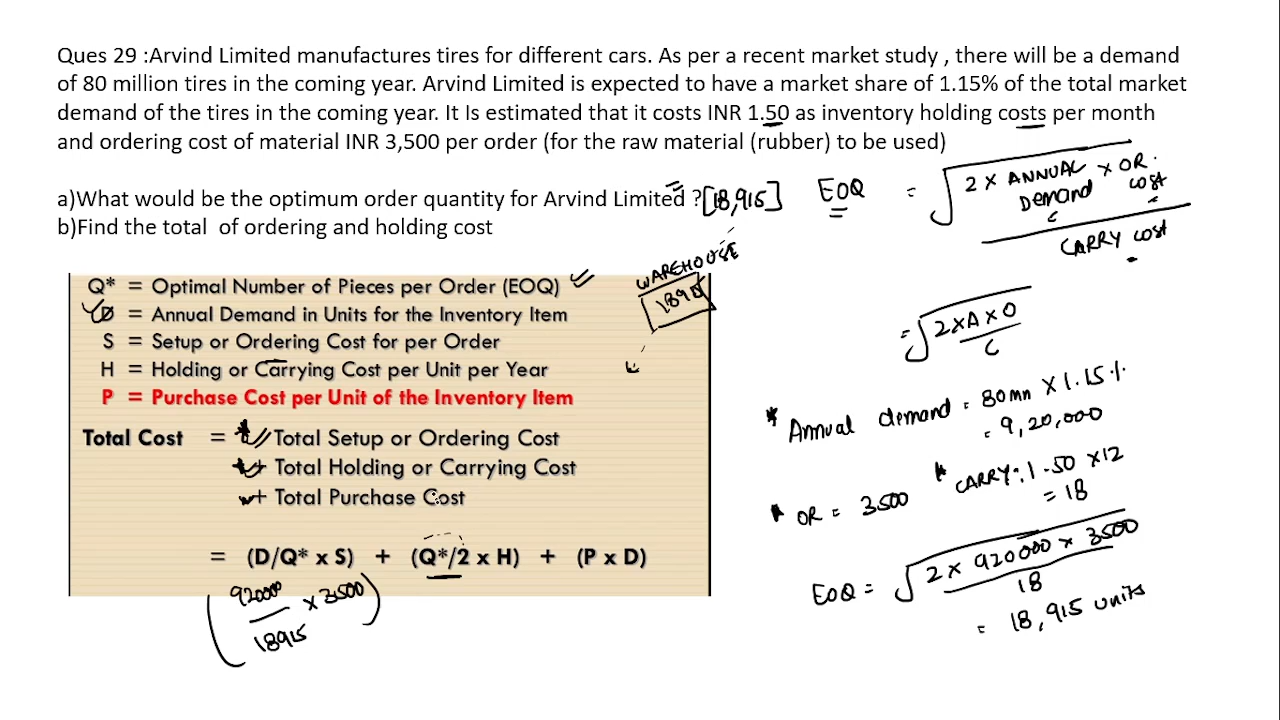 Ques 29 :Arvind Limited manufactures tires for different cars. As per a recent market study , there will be a demand
of 80 million tires in the coming year. Arvind Limited is expected to have a market share of 1.15% of the total market
demand of the tires in the coming year. It Is estimated that it costs INR 1.50 as inventory holding costs per month
and ordering cost of material INR 3,500 per order (for the raw material (rubber) to be used)
a)What would be the optimum order quantity for Arvind Limited ? [18,915]
b)Find the total of ordering and holding cost
EOQ = √ 2 × ANNUAL Demand × OR. cost
CARRY cost
WAREHOUSE
= √ 2 × A × O
C
Q* = Optimal Number of Pieces per Order (EOQ)
D = Annual Demand in Units for the Inventory Item
S = Setup or Ordering Cost for per Order
H = Holding or Carrying Cost per Unit per Year
P = Purchase Cost per Unit of the Inventory Item
Total Cost = Total Setup or Ordering Cost
+ Total Holding or Carrying Cost
+ Total Purchase Cost
= (D/Q* x S) + (Q*/2 x H) + (P x D)
( 920000 × 3500 )
18915
* Annual demand = 80 mn × 1.15%
= 9,20,000
* OR = 3500
* CARRY: 1.50 × 12
= 18
EOQ = √ 2 × 920000 × 3500
18
= 18,915 units